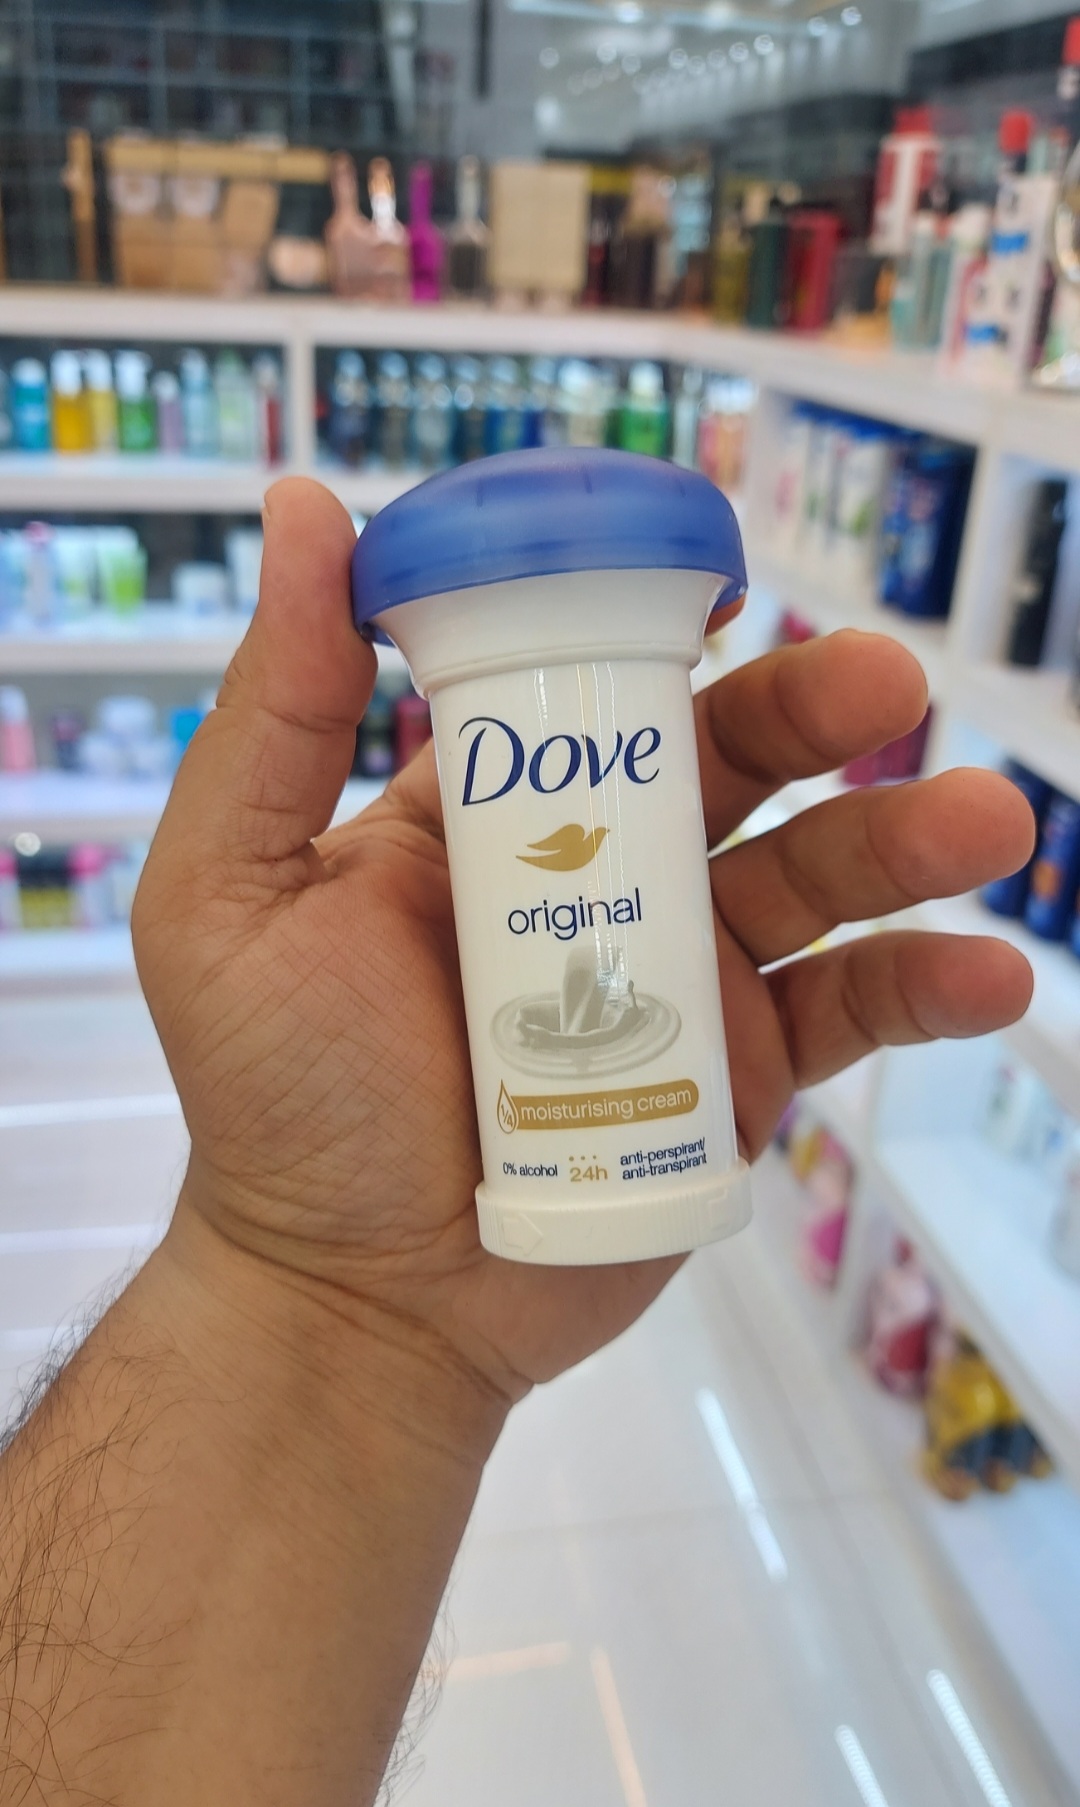 Dove
original
1/4 moisturising cream
0% alcohol
24h
anti-perspirant/
anti-transpirant